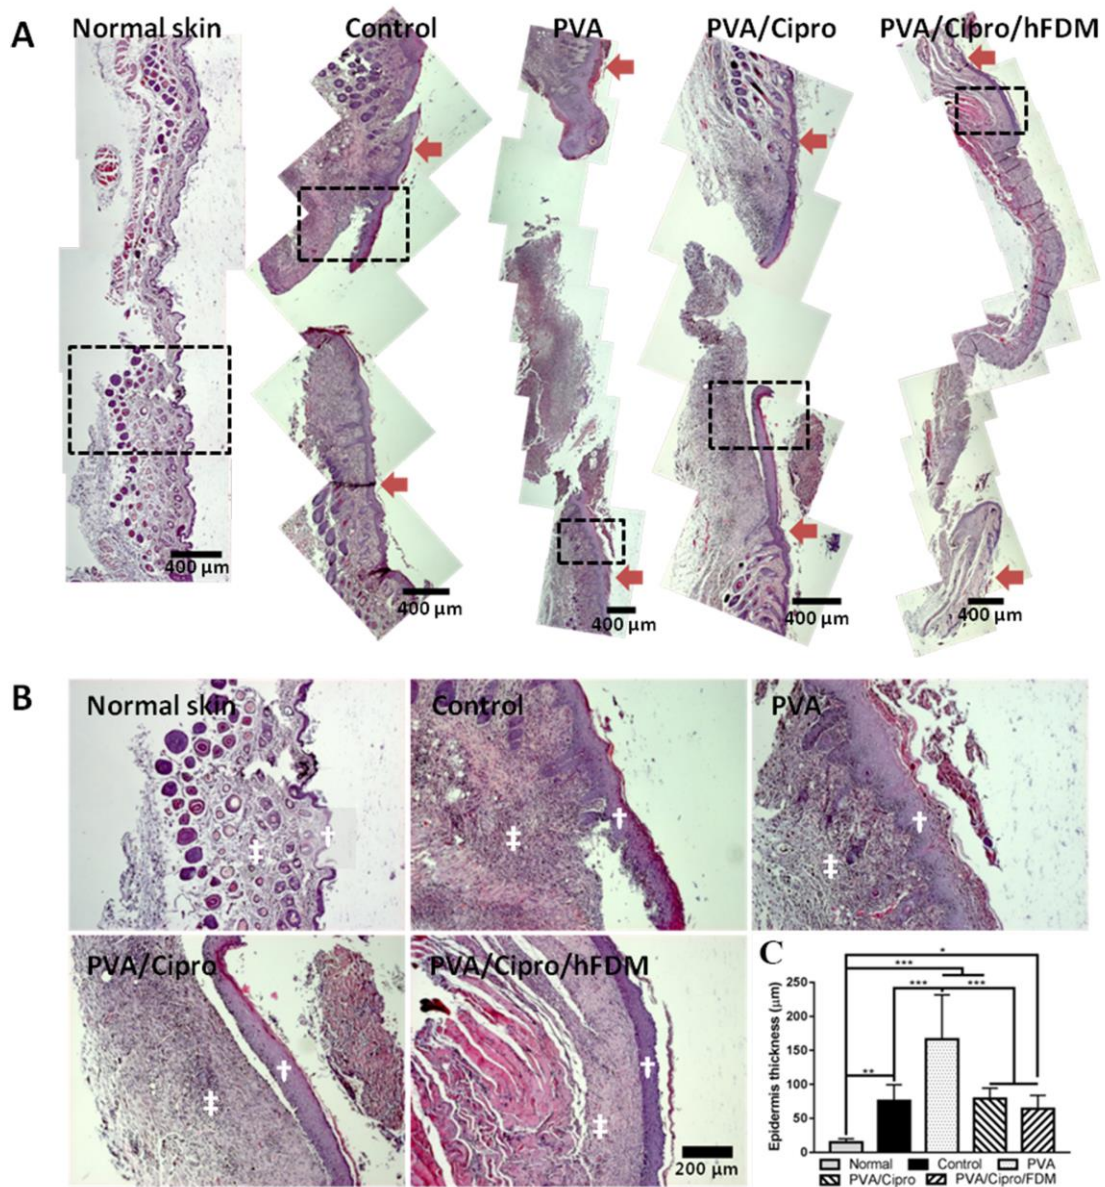 A
Normal skin
Control
PVA
PVA/Cipro
PVA/Cipro/hFDM
400 µm
400 µm
400 µm
400 µm
400 µm
B
Normal skin
‡
†
Control
‡
†
PVA
‡
†
PVA/Cipro
‡
†
PVA/Cipro/hFDM
‡
†
200 µm
C
Epidermis thickness (µm)
250
200
150
100
50
0
*
***
*** ***
**
Normal Control PVA
PVA/Cipro PVA/Cipro/FDM